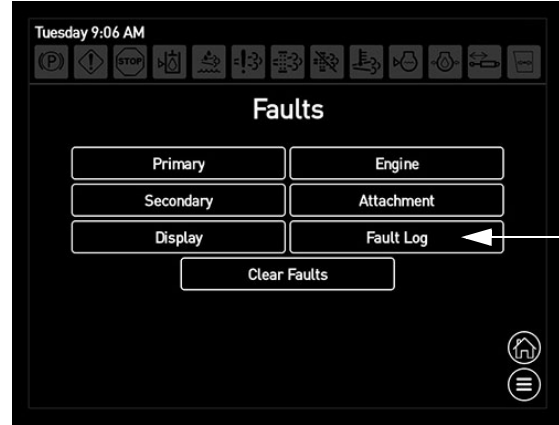 Tuesday 9:06 AM
(P) STOP
Faults
Primary Engine
Secondary Attachment
Display Fault Log
Clear Faults